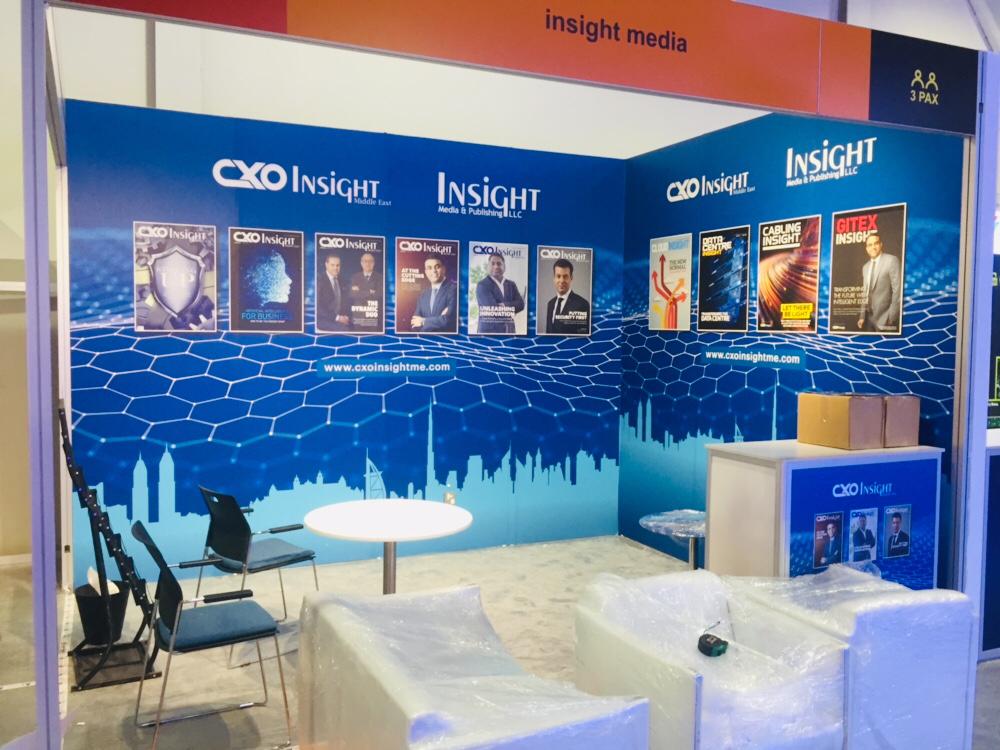 insight media
3 PAX
CXO INSIGHT
Middle East
INSIGHT
Media & Publishing LLC
CXO INSIGHT
Middle East
INSIGHT
Media & Publishing LLC
CXO INSIGHT
CXO INSIGHT
FOR BUSINESS
CXO INSIGHT
THE
DYNAMIC
DUO
CXO INSIGHT
AT THE
CUTTING
EDGE
CXO INSIGHT
UNLEASHING
INNOVATION
CXO INSIGHT
PUTTING
SECURITY FIRST
THE NEW
NORMAL
DATA
CENTRE
INSIGHT
DATA CENTRE
CABLING
INSIGHT
LET THERE
BE LIGHT
GITEX
INSIGHT
TRANSFORMING
THE FUTURE WITH
INTELLIGENT EDGE
www.cxoinsightme.com
www.cxoinsightme.com
CXO INSIGHT
CXO Insight